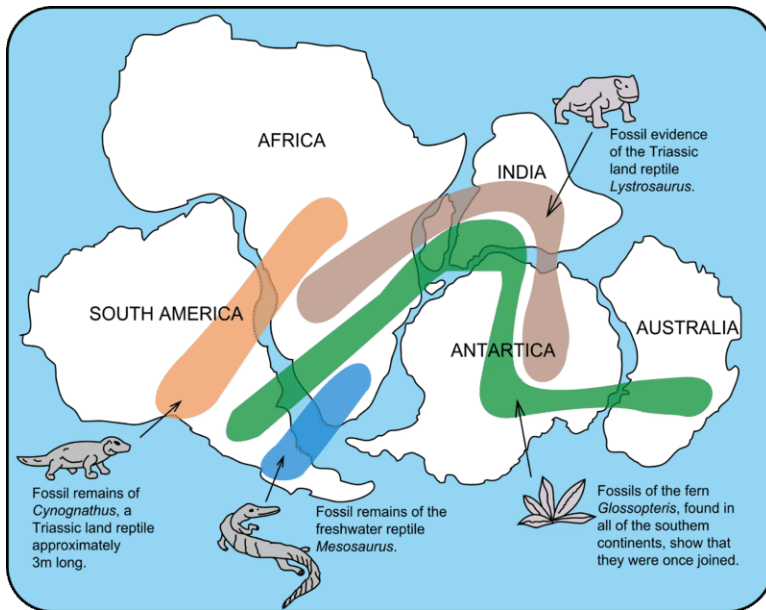 AFRICA
INDIA
Fossil evidence
of the Triassic
land reptile
Lystrosaurus.
SOUTH AMERICA
ANTARTICA
AUSTRALIA
Fossil remains of
Cynognathus, a
Triassic land reptile
approximately
3m long.
Fossil remains of the
freshwater reptile
Mesosaurus.
Fossils of the fern
Glossopteris, found in
all of the southern
continents, show that
they were once joined.